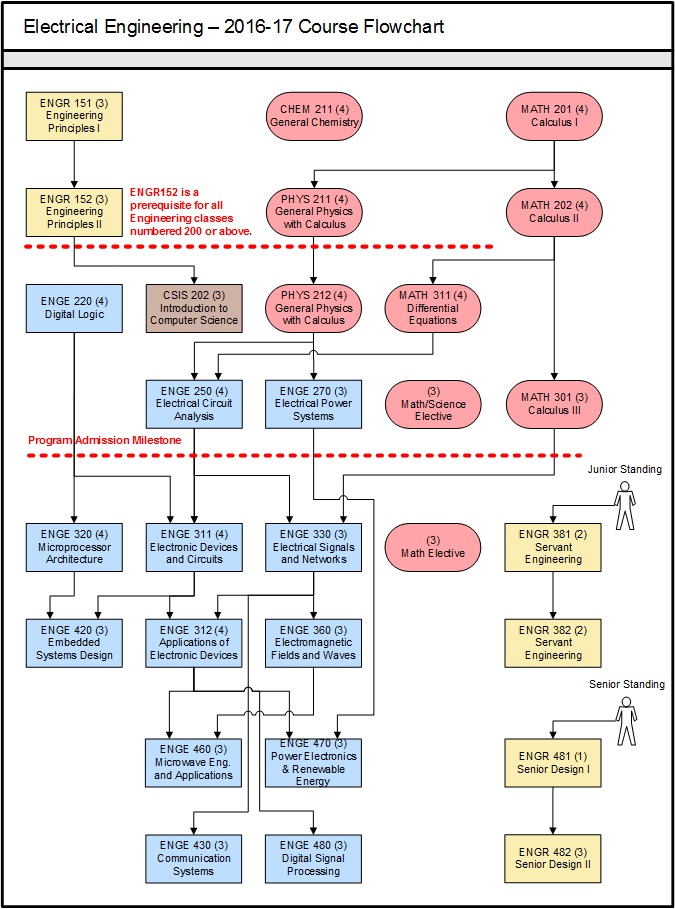 Electrical Engineering – 2016-17 Course Flowchart
ENGR 151 (3)
Engineering
Principles I
CHEM 211 (4)
General Chemistry
MATH 201 (4)
Calculus I
ENGR 152 (3)
Engineering
Principles II
ENGR152 is a
prerequisite for all
Engineering classes
numbered 200 or above.
PHYS 211 (4)
General Physics
with Calculus
MATH 202 (4)
Calculus II
ENGE 220 (4)
Digital Logic
CSIS 202 (3)
Introduction to
Computer Science
PHYS 212 (4)
General Physics
with Calculus
MATH 311 (4)
Differential
Equations
ENGE 250 (4)
Electrical Circuit
Analysis
ENGE 270 (3)
Electrical Power
Systems
(3)
Math/Science
Elective
MATH 301 (3)
Calculus III
Program Admission Milestone
Junior Standing
ENGE 320 (4)
Microprocessor
Architecture
ENGE 311 (4)
Electronic Devices
and Circuits
ENGE 330 (3)
Electrical Signals
and Networks
(3)
Math Elective
ENGR 381 (2)
Servant
Engineering
ENGE 420 (3)
Embedded
Systems Design
ENGE 312 (4)
Applications of
Electronic Devices
ENGE 360 (3)
Electromagnetic
Fields and Waves
ENGR 382 (2)
Servant
Engineering
Senior Standing
ENGE 460 (3)
Microwave Eng.
and Applications
ENGE 470 (3)
Power Electronics
& Renewable
Energy
ENGR 481 (1)
Senior Design I
ENGE 430 (3)
Communication
Systems
ENGE 480 (3)
Digital Signal
Processing
ENGR 482 (3)
Senior Design II